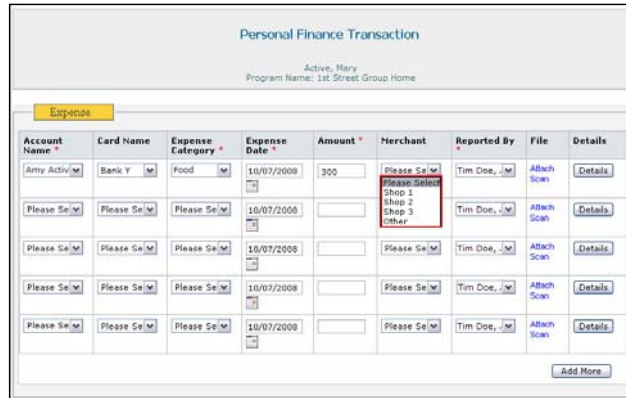 Personal Finance Transaction
Active, Mary
Program Name: 1st Street Group Home
Expense
Account Name * Card Name Expense Category * Expense Date * Amount * Merchant Reported By * File Details
Amy Activ Bank Y Food 10/07/2008 300 Please Se Tim Doe, . Attach Scan Details
Please Select
Shop 1
Shop 2
Shop 3
Other
Please Se Please Se Please Se 10/07/2008 Tim Doe, . Attach Scan Details
Please Se Please Se Please Se 10/07/2008 Please Se Tim Doe, . Attach Scan Details
Please Se Please Se Please Se 10/07/2008 Please Se Tim Doe, . Attach Scan Details
Please Se Please Se Please Se 10/07/2008 Please Se Tim Doe, . Attach Scan Details
Add More